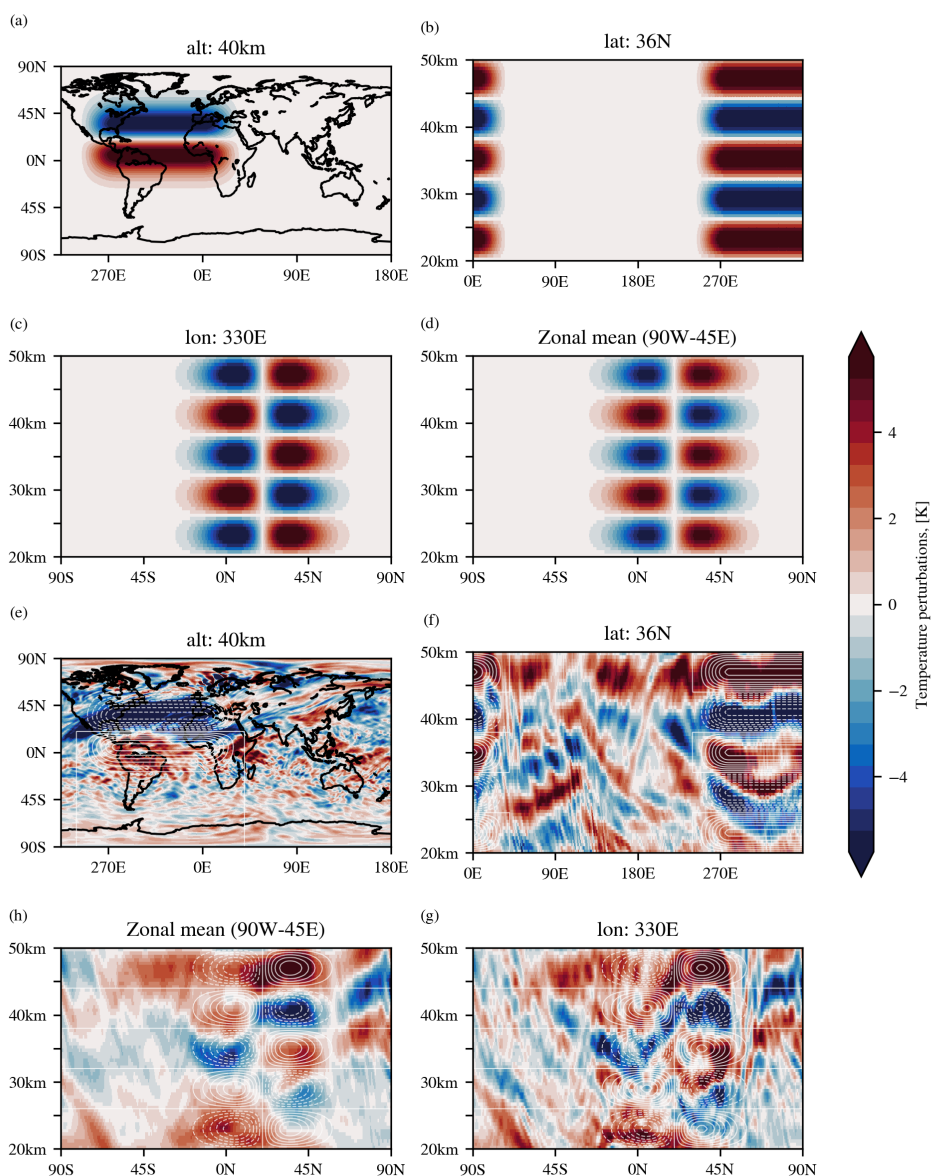 (a)
alt: 40km
90N
45N
0N
45S
90S
270E 0E 90E 180E
(b)
lat: 36N
50km
40km
30km
20km
0E 90E 180E 270E
(c)
lon: 330E
50km
40km
30km
20km
90S 45S 0N 45N 90N
(d)
Zonal mean (90W-45E)
50km
40km
30km
20km
90S 45S 0N 45N 90N
4
2
0
−2
−4
Temperature perturbations, [K]
(e)
alt: 40km
90N
45N
0N
45S
90S
270E 0E 90E 180E
(f)
lat: 36N
50km
40km
30km
20km
0E 90E 180E 270E
(h)
Zonal mean (90W-45E)
50km
40km
30km
20km
90S 45S 0N 45N 90N
(g)
lon: 330E
50km
40km
30km
20km
90S 45S 0N 45N 90N